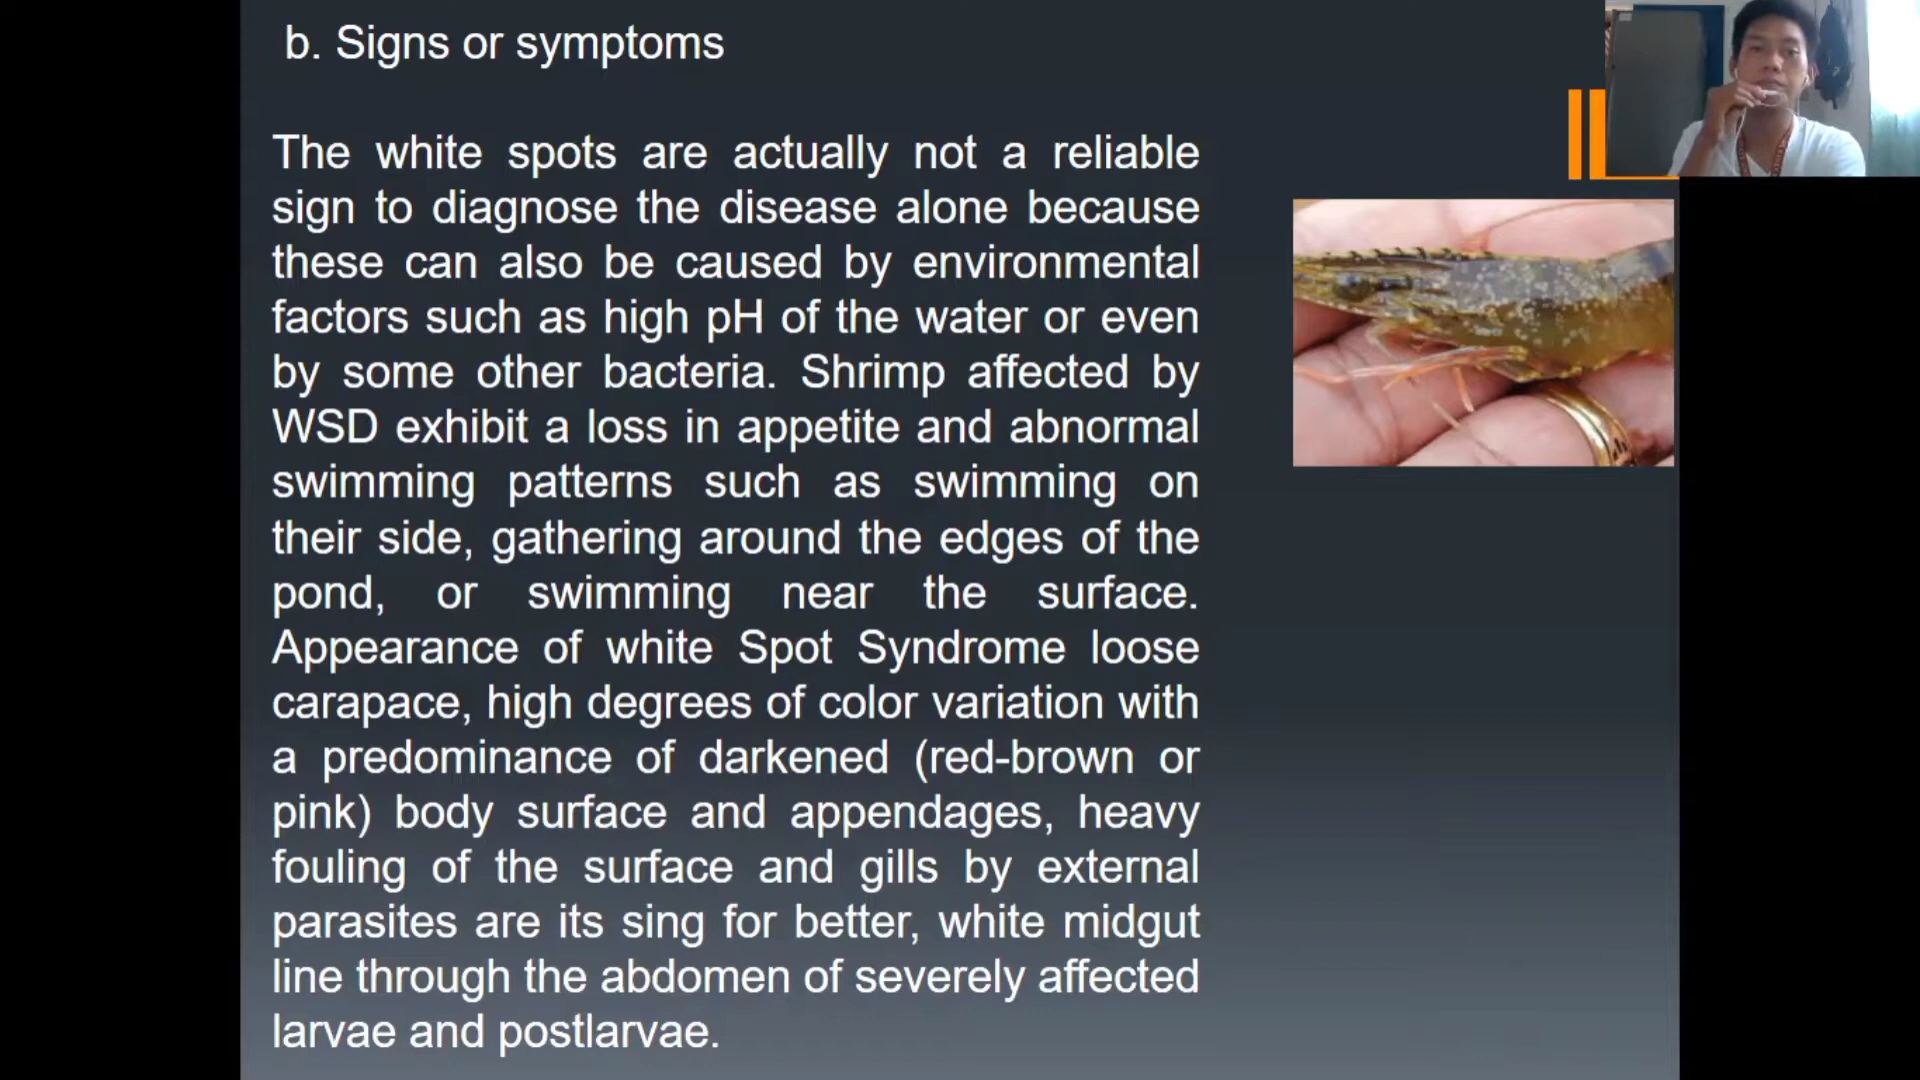 b. Signs or symptoms
The white spots are actually not a reliable
sign to diagnose the disease alone because
these can also be caused by environmental
factors such as high pH of the water or even
by some other bacteria. Shrimp affected by
WSD exhibit a loss in appetite and abnormal
swimming patterns such as swimming on
their side, gathering around the edges of the
pond, or swimming near the surface.
Appearance of white Spot Syndrome loose
carapace, high degrees of color variation with
a predominance of darkened (red-brown or
pink) body surface and appendages, heavy
fouling of the surface and gills by external
parasites are its sing for better, white midgut
line through the abdomen of severely affected
larvae and postlarvae.